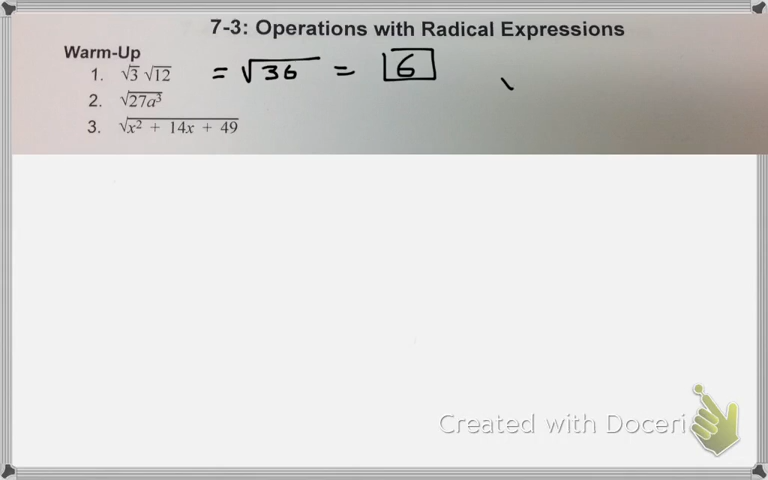 7-3: Operations with Radical Expressions
Warm-Up
1. √3 √12 = √36 = 6
2. √27a³
3. √x² + 14x + 49
Created with Doceri